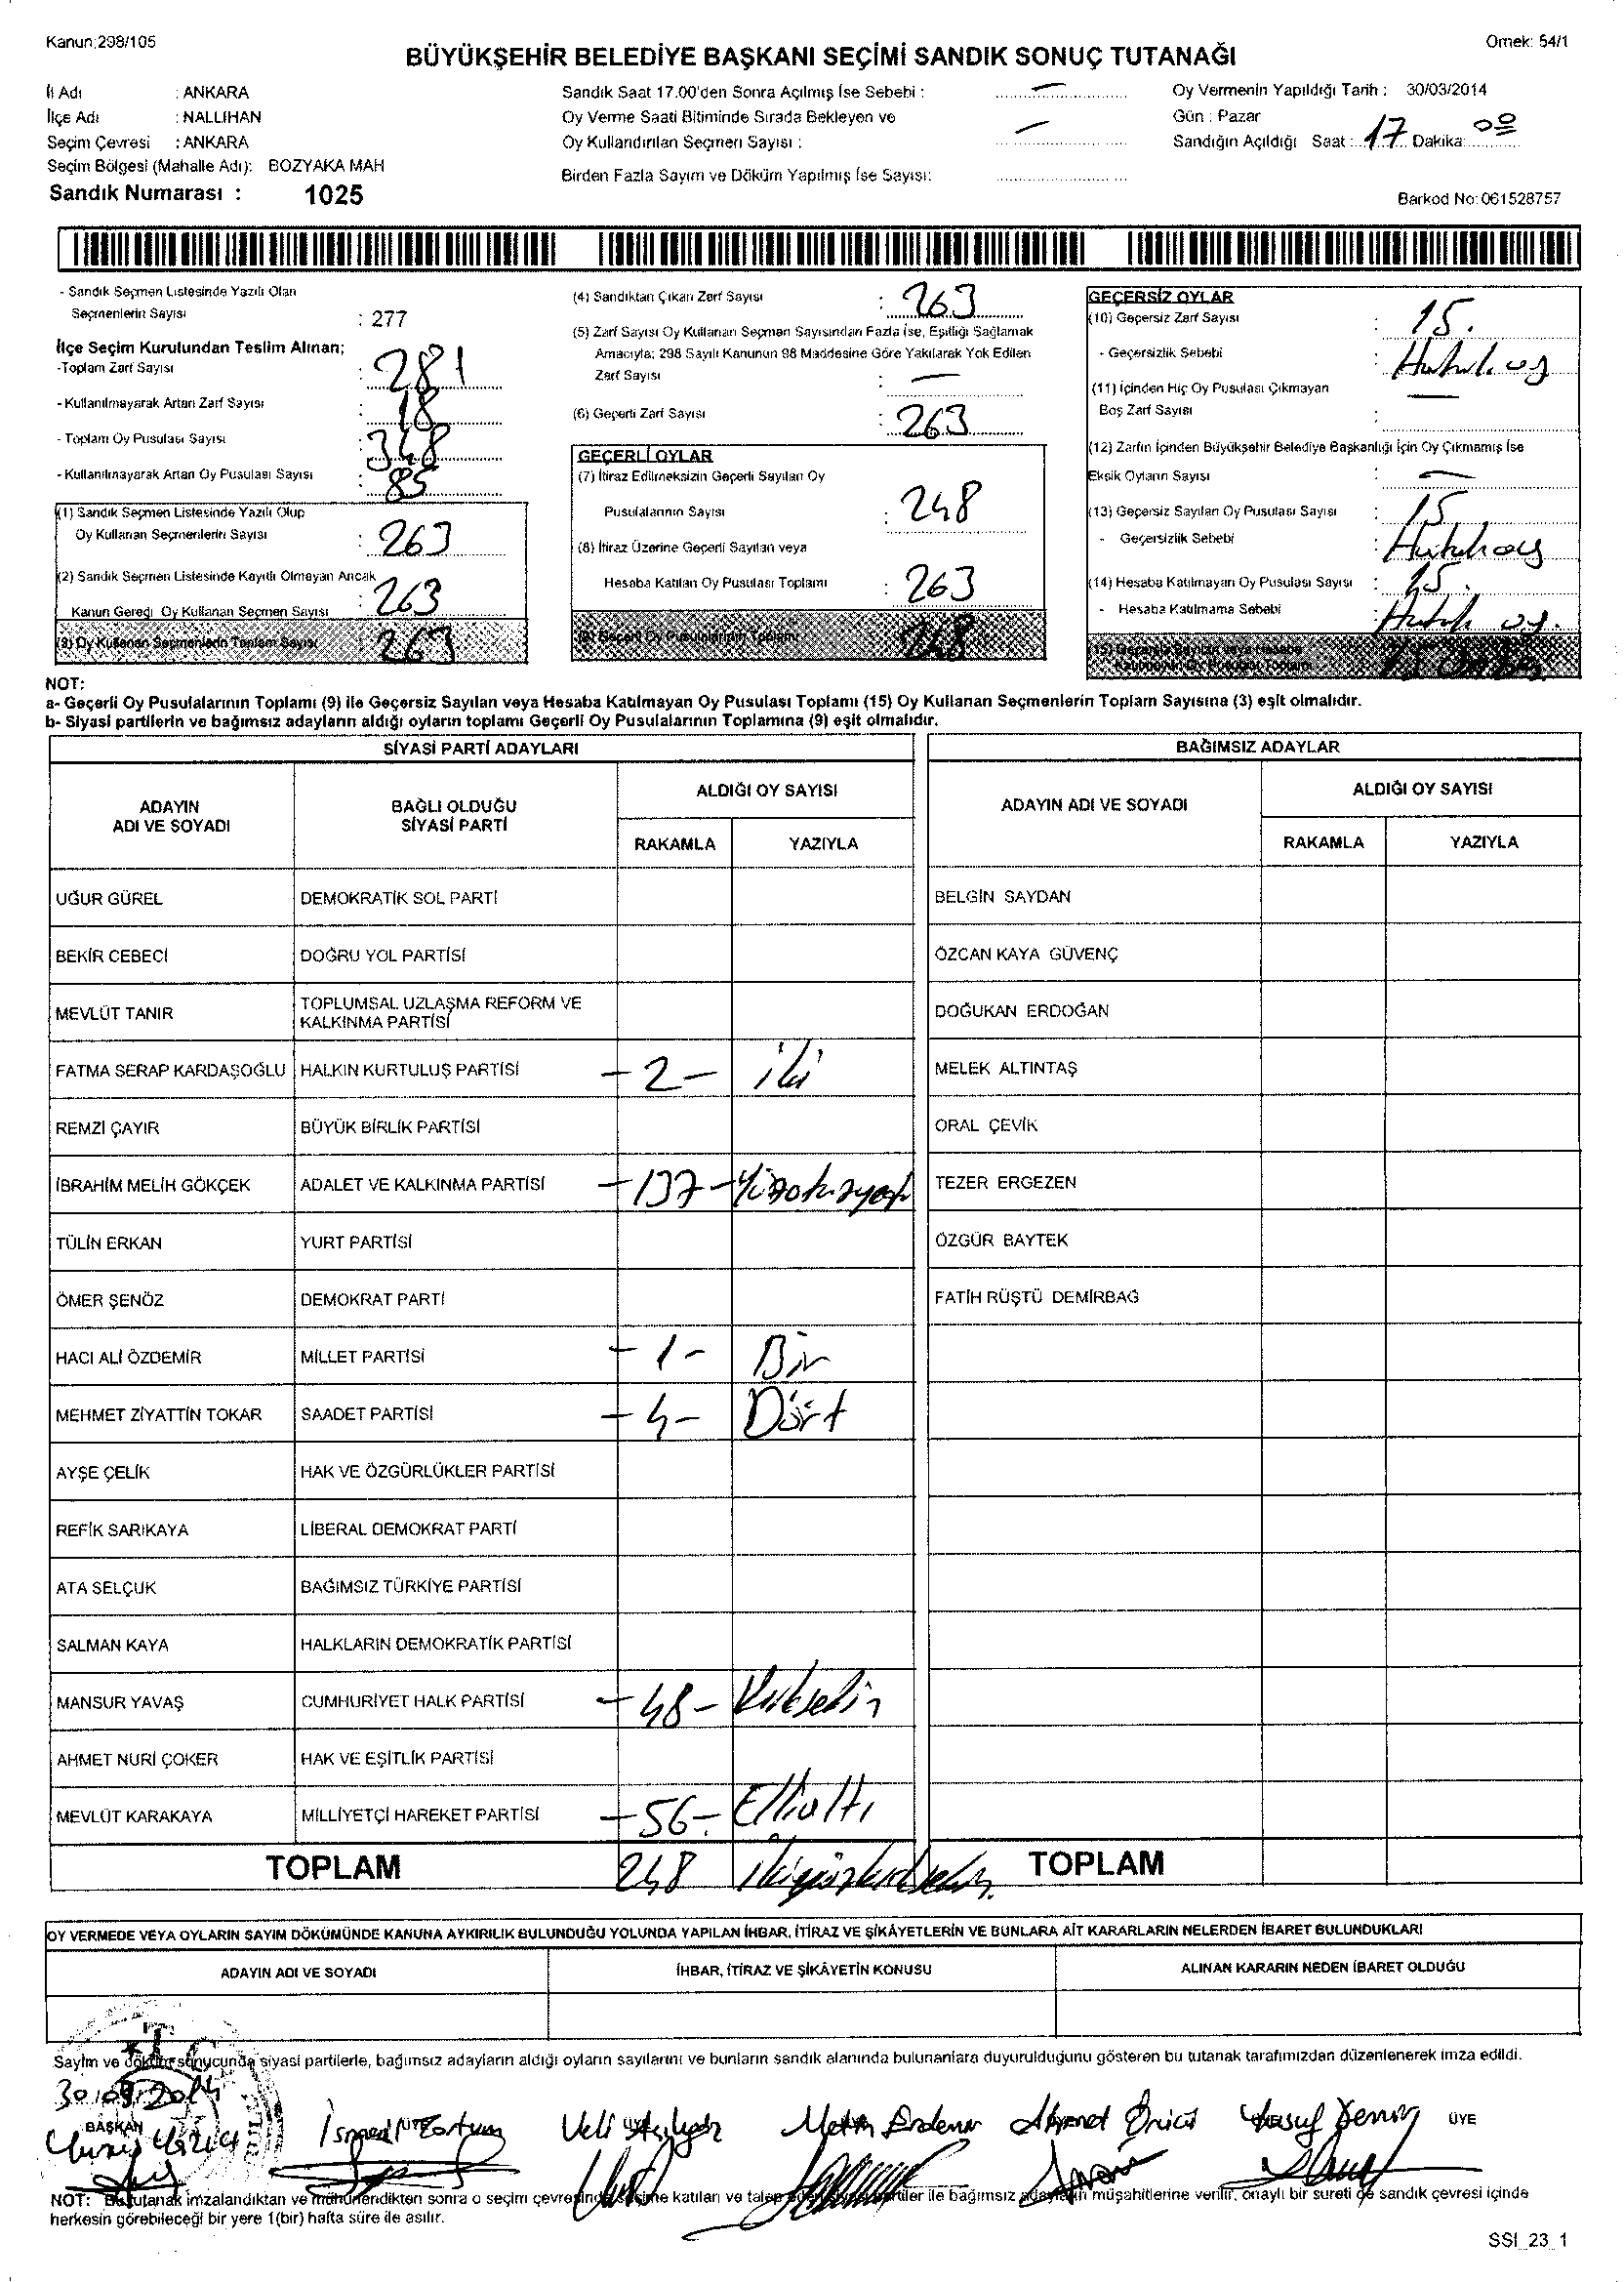 Kanun:298/105
Örnek: 54/1
BÜYÜKŞEHİR BELEDİYE BAŞKANI SEÇİMİ SANDIK SONUÇ TUTANAĞI
İl Adı : ANKARA
İlçe Adı : NALLIHAN
Seçim Çevresi : ANKARA
Seçim Bölgesi (Mahalle Adı): BOZYAKA MAH
Sandık Numarası : 1025
Sandık Saat 17.00'den Sonra Açılmış İse Sebebi : —
Oy Verme Saati Bitiminde Sırada Bekleyen ve
Oy Kullandırılan Seçmen Sayısı : —
Birden Fazla Sayım ve Döküm Yapılmış İse Sayısı:
Oy Vermenin Yapıldığı Tarih : 30/03/2014
Gün : Pazar
Sandığın Açıldığı Saat : 17 Dakika: 00
Barkod No:061528757
- Sandık Seçmen Listesinde Yazılı Olan
Seçmenlerin Sayısı : 277
İlçe Seçim Kurulundan Teslim Alınan;
-Toplam Zarf Sayısı : 281
- Kullanılmayarak Artan Zarf Sayısı : 18
- Toplam Oy Pusulası Sayısı : 348
- Kullanılmayarak Artan Oy Pusulası Sayısı : 85
(1) Sandık Seçmen Listesinde Yazılı Olup
Oy Kullanan Seçmenlerin Sayısı : 263
(2) Sandık Seçmen Listesinde Kayıtlı Olmayan Ancak
Kanun Gereği Oy Kullanan Seçmen Sayısı : 263
(3) Oy Kullanan Seçmenlerin Toplam Sayısı 263
(4) Sandıktan Çıkan Zarf Sayısı : 263
(5) Zarf Sayısı Oy Kullanan Seçmen Sayısından Fazla İse, Eşitliği Sağlamak
Amacıyla; 298 Sayılı Kanunun 98 Maddesine Göre Yakılarak Yok Edilen
Zarf Sayısı : —
(6) Geçerli Zarf Sayısı : 263
GEÇERLİ OYLAR
(7) İtiraz Edilmeksizin Geçerli Sayılan Oy
Pusulalarının Sayısı : 248
(8) İtiraz Üzerine Geçerli Sayılan veya
Hesaba Katılan Oy Pusulası Toplamı : 263
(9) Geçerli Oy Pusulalarının Toplamı 248
GEÇERSİZ OYLAR
(10) Geçersiz Zarf Sayısı : 15.
- Geçersizlik Sebebi :
(11) İçinden Hiç Oy Pusulası Çıkmayan
Boş Zarf Sayısı : —
(12) Zarfın İçinden Büyükşehir Belediye Başkanlığı İçin Oy Çıkmamış İse
Eksik Oyların Sayısı : —
(13) Geçersiz Sayılan Oy Pusulası Sayısı : 15
- Geçersizlik Sebebi :
(14) Hesaba Katılmayan Oy Pusulası Sayısı : 15.
- Hesaba Katılmama Sebebi :
(15) Geçersiz Sayılan veya Hesaba
Katılmayan Oy Pusulası Toplamı 15
NOT:
a- Geçerli Oy Pusulalarının Toplamı (9) ile Geçersiz Sayılan veya Hesaba Katılmayan Oy Pusulası Toplamı (15) Oy Kullanan Seçmenlerin Toplam Sayısına (3) eşit olmalıdır.
b- Siyasi partilerin ve bağımsız adayların aldığı oyların toplamı Geçerli Oy Pusulalarının Toplamına (9) eşit olmalıdır.
SİYASİ PARTİ ADAYLARI
ADAYIN ADI VE SOYADI
BAĞLI OLDUĞU SİYASİ PARTİ
ALDIĞI OY SAYISI
RAKAMLA YAZIYLA
UĞUR GÜREL DEMOKRATİK SOL PARTİ
BEKİR CEBECİ DOĞRU YOL PARTİSİ
MEVLÜT TANIR TOPLUMSAL UZLAŞMA REFORM VE KALKINMA PARTİSİ
FATMA SERAP KARDAŞOĞLU HALKIN KURTULUŞ PARTİSİ -2- iki
REMZİ ÇAYIR BÜYÜK BİRLİK PARTİSİ
İBRAHİM MELİH GÖKÇEK ADALET VE KALKINMA PARTİSİ -137- Yüzotuzyedi
TÜLİN ERKAN YURT PARTİSİ
ÖMER ŞENÖZ DEMOKRAT PARTİ
HACI ALİ ÖZDEMİR MİLLET PARTİSİ -1- Bir
MEHMET ZİYATTİN TOKAR SAADET PARTİSİ -4- Dört
AYŞE ÇELİK HAK VE ÖZGÜRLÜKLER PARTİSİ
REFİK SARIKAYA LİBERAL DEMOKRAT PARTİ
ATA SELÇUK BAĞIMSIZ TÜRKİYE PARTİSİ
SALMAN KAYA HALKLARIN DEMOKRATİK PARTİSİ
MANSUR YAVAŞ CUMHURİYET HALK PARTİSİ -48- Kırksekiz
AHMET NURİ ÇOKER HAK VE EŞİTLİK PARTİSİ
MEVLÜT KARAKAYA MİLLİYETÇİ HAREKET PARTİSİ -56- Ellialtı
TOPLAM 248 ikiyüzkırksekiz
BAĞIMSIZ ADAYLAR
ADAYIN ADI VE SOYADI
ALDIĞI OY SAYISI
RAKAMLA YAZIYLA
BELGİN SAYDAN
ÖZCAN KAYA GÜVENÇ
DOĞUKAN ERDOĞAN
MELEK ALTINTAŞ
ORAL ÇEVİK
TEZER ERGEZEN
ÖZGÜR BAYTEK
FATİH RÜŞTÜ DEMİRBAĞ
TOPLAM
OY VERMEDE VEYA OYLARIN SAYIM DÖKÜMÜNDE KANUNA AYKIRILIK BULUNDUĞU YOLUNDA YAPILAN İHBAR, İTİRAZ VE ŞİKÂYETLERİN VE BUNLARA AİT KARARLARIN NELERDEN İBARET BULUNDUKLARI
ADAYIN ADI VE SOYADI
İHBAR, İTİRAZ VE ŞİKÂYETİN KONUSU
ALINAN KARARIN NEDEN İBARET OLDUĞU
Sayım ve döküm sonucunda siyasi partilerle, bağımsız adayların aldığı oyların sayılarını ve bunların sandık alanında bulunanlara duyurulduğunu gösteren bu tutanak tarafımızdan düzenlenerek imza edildi.
30.03.2014
BAŞKAN
İsmail ÜYE
Veli ÜYE
Metin Erdemir
Ahmet
Yusuf
ÜYE
NOT: Bu tutanak imzalandıktan ve mühürlendikten sonra o seçim çevresinde seçime katılan ve talep eden siyasi partiler ile bağımsız adayların müşahitlerine verilir, onaylı bir sureti de sandık çevresi içinde
herkesin görebileceği bir yere 1(bir) hafta süre ile asılır.
SSI_23_1